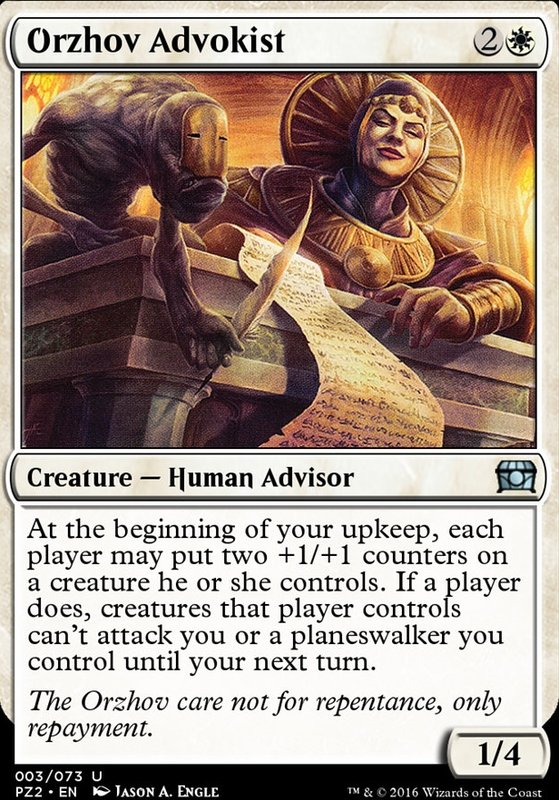 Orzhov Advokist 2
Creature — Human Advisor
At the beginning of your upkeep, each
player may put two +1/+1 counters on
a creature he or she controls. If a player
does, creatures that player controls
can't attack you or a planeswalker you
control until your next turn.
The Orzhov care not for repentance, only
repayment.
1/4
003/073 U
PZ2 • EN Jason A. Engle
™ & © 2016 Wizards of the Coast